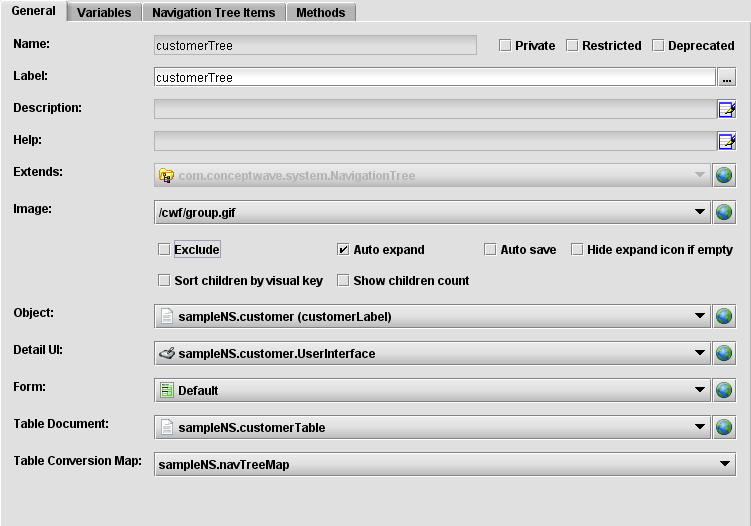 General Variables Navigation Tree Items Methods
Name: customerTree Private Restricted Deprecated
Label: customerTree ...
Description:
Help:
Extends: com.conceptwave.system.NavigationTree
Image: /cwf/group.gif
Exclude Auto expand Auto save Hide expand icon if empty
Sort children by visual key Show children count
Object: sampleNS.customer (customerLabel)
Detail UI: sampleNS.customer.UserInterface
Form: Default
Table Document: sampleNS.customerTable
Table Conversion Map: sampleNS.navTreeMap